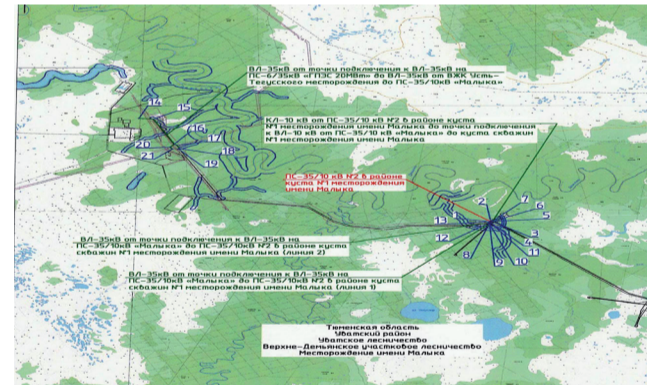 ВЛ-35кВ от точки подключения к ВЛ-35кВ на
ПС-6/35кВ «ГПЭС 20МВт» до ВЛ-35кВ от ВЖК Усть-
Тегусского месторождения до ПС-35/10кВ «Малыка»
КЛ-10 кВ от ПС-35/10 кВ №2 в районе куста
№1 месторождения имени Малыка до точки подключения
к ВЛ-10 кВ от ПС-35/10 кВ «Малыка» до куста скважин
№1 месторождения имени Малыка
14
15
16
17
18
19
20
21
ПС-35/10 кВ №2 в районе
куста №1 месторождения
имени Малыка
2
7
6
5
13
12
3
4
11
8
9
10
ВЛ-35кВ от точки подключения к ВЛ-35кВ на
ПС-35/10кВ «Малыка» до ПС-35/10кВ №2 в районе куста
скважин №1 месторождения имени Малыка (линия 2)
ВЛ-35кВ от точки подключения к ВЛ-35кВ на
ПС-35/10кВ «Малыка» до ПС-35/10кВ №2 в районе куста
скважин №1 месторождения имени Малыка (линия 1)
Тюменская область
Уватский район
Уватское лесничество
Верхне-Демьянское участковое лесничество
Месторождение имени Малыка